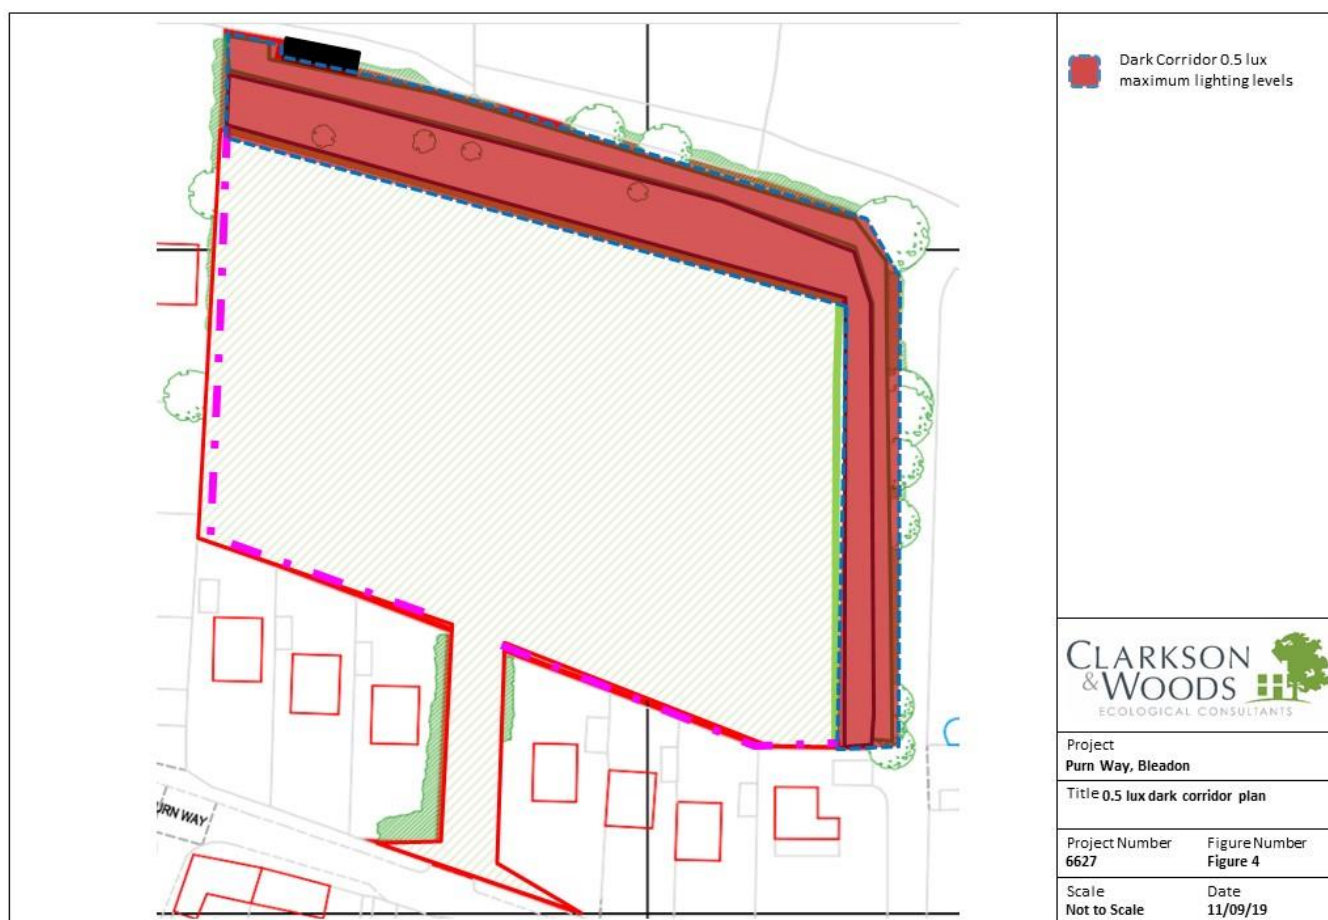 Dark Corridor 0.5 lux
maximum lighting levels
URN WAY
CLARKSON
& WOODS
ECOLOGICAL CONSULTANTS
Project
Purn Way, Bleadon
Title 0.5 lux dark corridor plan
Project Number Figure Number
6627 Figure 4
Scale Date
Not to Scale 11/09/19